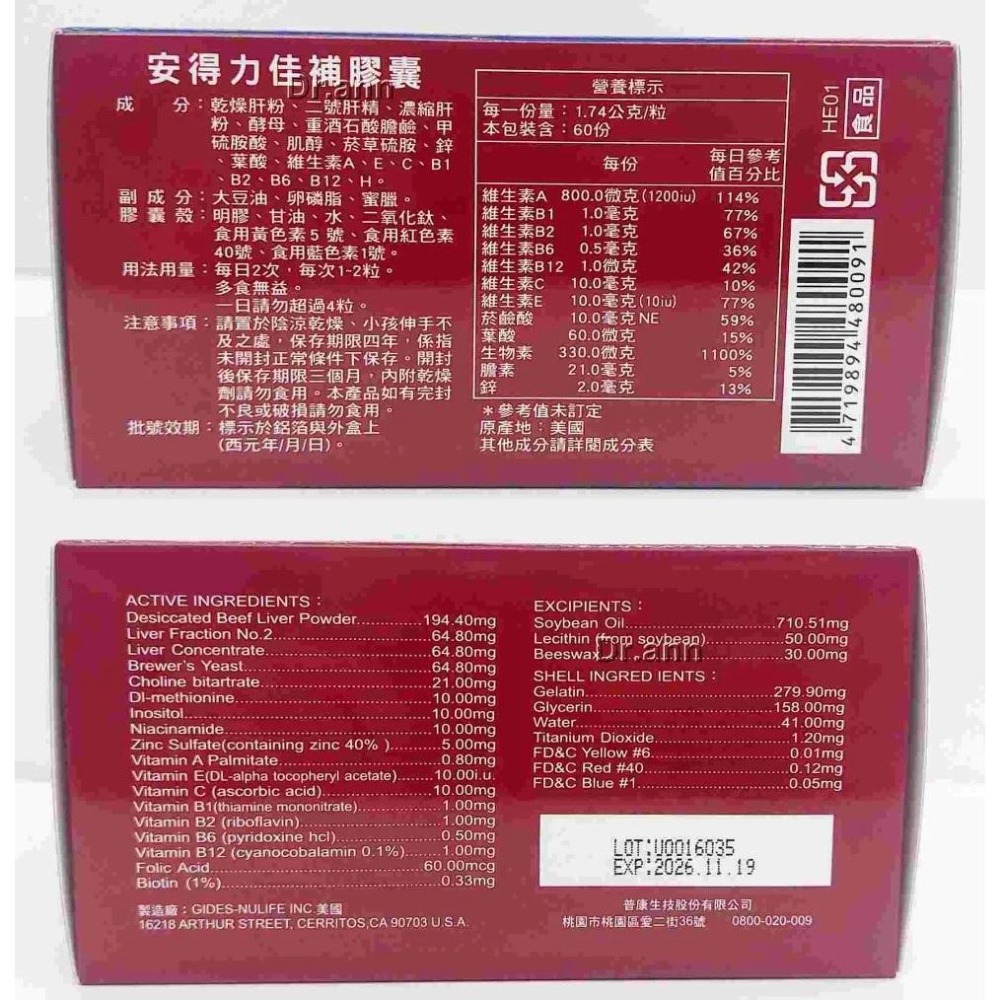 安得力佳補膠囊
Dr.ann
成　　分：乾燥肝粉、二號肝精、濃縮肝
粉、酵母、重酒石酸膽鹼、甲
硫胺酸、肌醇、菸草硫胺、鋅
、葉酸、維生素A、E、C、B1
、B2、B6、B12、H。
副 成 分：大豆油、卵磷脂、蜜臘。
膠 囊 殼：明膠、甘油、水、二氧化鈦、
食用黃色素5 號、食用紅色素
40號、食用藍色素1號。
用法用量：每日2次，每次1-2粒。
多食無益。
一日請勿超過4粒。
注意事項：請置於陰涼乾燥、小孩伸手不
及之處，保存期限四年，係指
未開封正常條件下保存。開封
後保存期限三個月，內附乾燥
劑請勿食用。本產品如有完封
不良或破損請勿食用。
批號效期：標示於鋁箔與外盒上
(西元年/月/日)。
營養標示
每一份量：1.74公克/粒
本包裝含：60份
每份 每日參考
值百分比
維生素A 800.0微克(1200iu) 114%
維生素B1 1.0毫克 77%
維生素B2 1.0毫克 67%
維生素B6 0.5毫克 36%
維生素B12 1.0微克 42%
維生素C 10.0毫克 10%
維生素E 10.0毫克(10iu) 77%
菸鹼酸 10.0毫克 NE 59%
葉酸 60.0微克 15%
生物素 330.0微克 1100%
膽素 21.0毫克 5%
鋅 2.0毫克 13%
＊參考值未訂定
原產地：美國
其他成分請詳閱成分表
HE01
食品
4 719894 480091
ACTIVE INGREDIENTS：
Desiccated Beef Liver Powder..............194.40mg
Liver Fraction No.2..............64.80mg
Liver Concentrate..............64.80mg
Brewer's Yeast..............64.80mg
Choline bitartrate..............21.00mg
Dl-methionine..............10.00mg
Inositol..............10.00mg
Niacinamide..............10.00mg
Zinc Sulfate(containing zinc 40% )..........5.00mg
Vitamin A Palmitate..............0.80mg
Vitamin E(DL-alpha tocopheryl acetate).......10.00i.u.
Vitamin C (ascorbic acid)..............10.00mg
Vitamin B1(thiamine mononitrate)..............1.00mg
Vitamin B2 (riboflavin)..............1.00mg
Vitamin B6 (pyridoxine hcl)..............0.50mg
Vitamin B12 (cyanocobalamin 0.1%)........1.00mg
Folic Acid..............60.00mcg
Biotin (1%)..............0.33mg
製造廠：GIDES-NULIFE INC 美國
16218 ARTHUR STREET, CERRITOS,CA 90703 U.S.A.
EXCIPIENTS：
Soybean Oil..............710.51mg
Lecithin (from soybean)..............50.00mg
Beeswax..............30.00mg
Dr.ann
SHELL INGRED IENTS：
Gelatin..............279.90mg
Glycerin..............158.00mg
Water..............41.00mg
Titanium Dioxide..............1.20mg
FD&C Yellow #6..............0.01mg
FD&C Red #40..............0.12mg
FD&C Blue #1..............0.05mg
LOT:U0016035
EXP:2026.11.19
普康生技股份有限公司
桃園市桃園區愛二街36號 0800-020-009